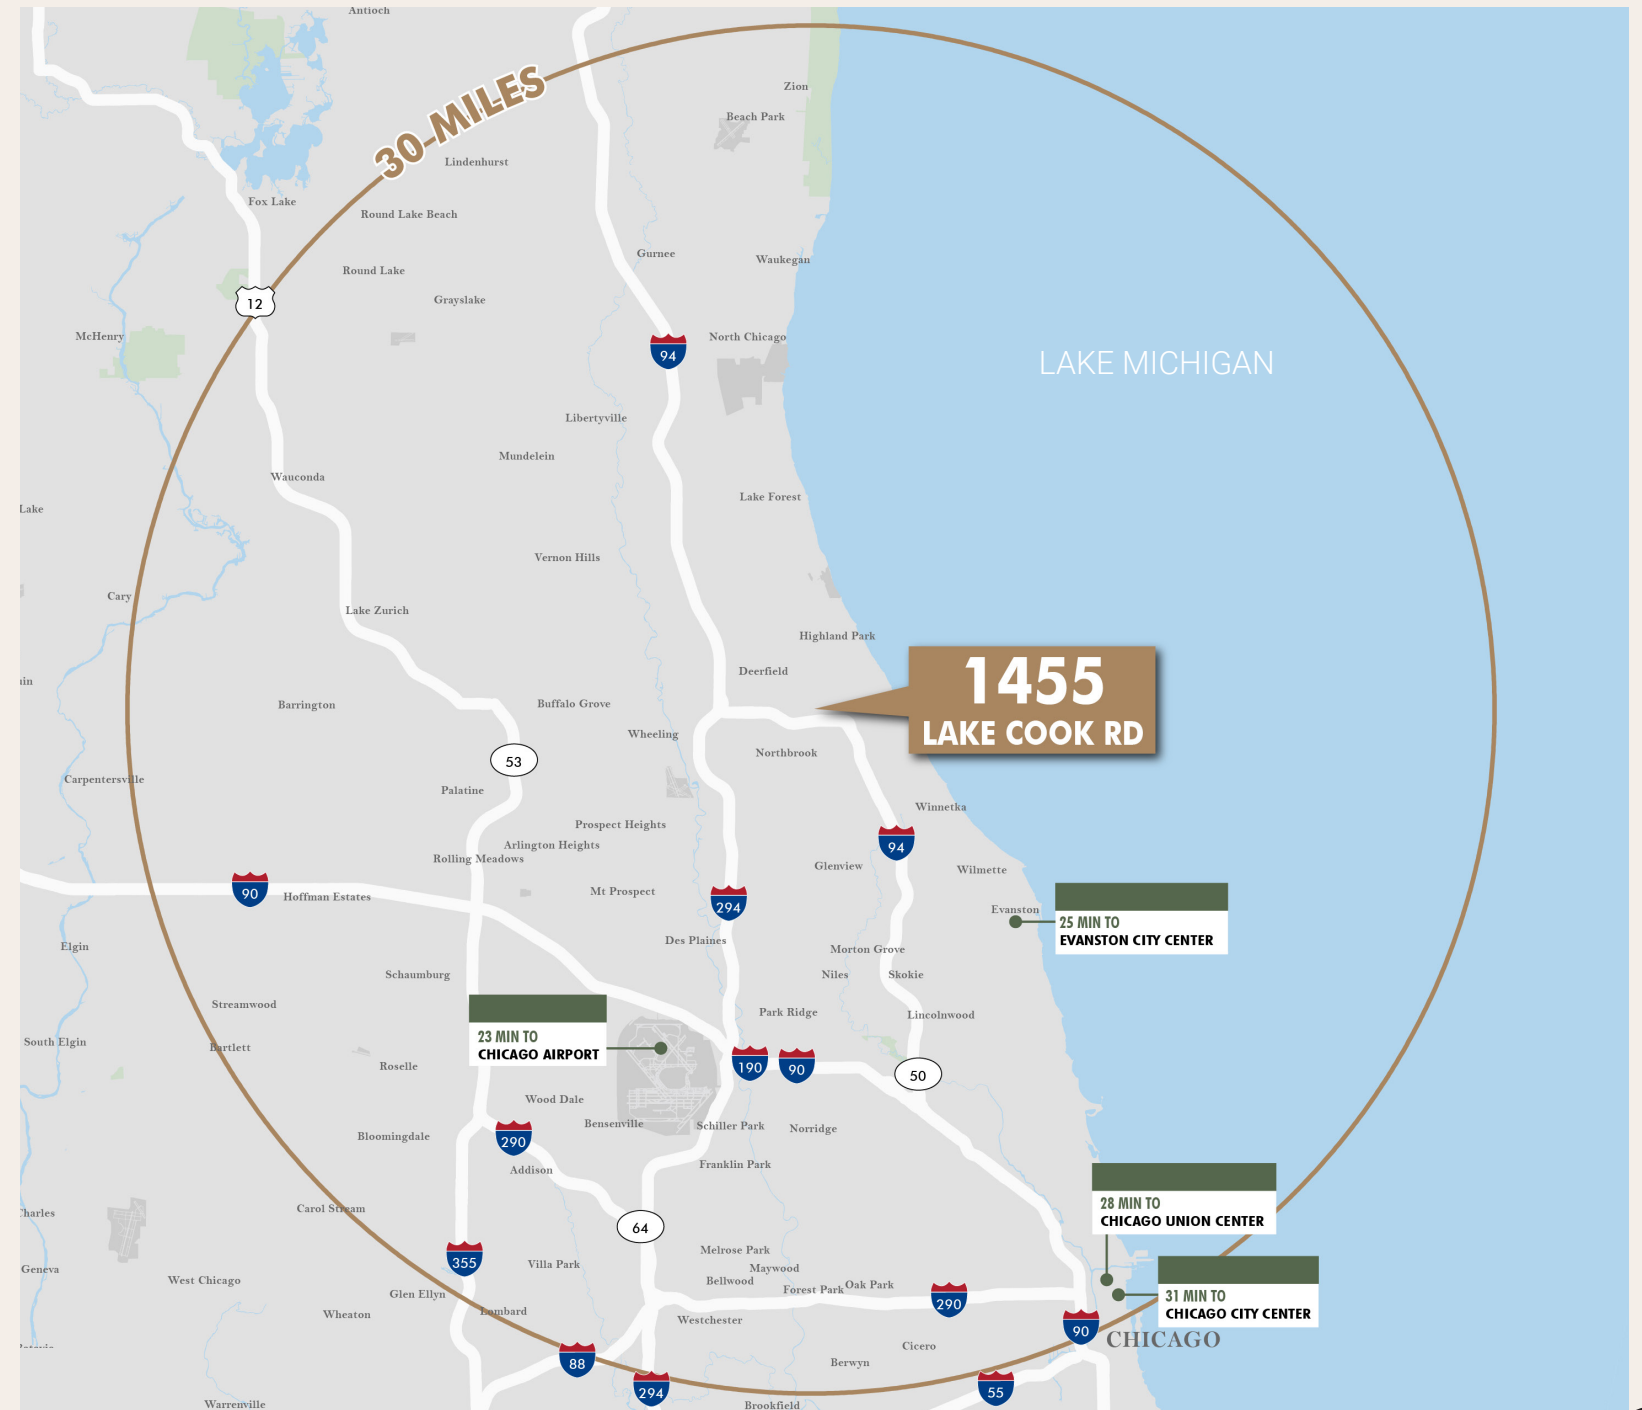 Antioch
30 MILES
Zion
Beach Park
Lindenhurst
Fox Lake
Round Lake Beach
Gurnee
Waukegan
Round Lake
12
Grayslake
McHenry
North Chicago
94
LAKE MICHIGAN
Libertyville
Mundelein
Wauconda
Lake Forest
Lake
Vernon Hills
Cary
Lake Zurich
Highland Park
Deerfield
1455
LAKE COOK RD
Barrington
Buffalo Grove
Wheeling
Northbrook
53
Carpentersville
Palatine
Winnetka
Prospect Heights
Arlington Heights
94
Rolling Meadows
Glenview
Wilmette
90
Hoffman Estates
Mt Prospect
294
Evanston
25 MIN TO
EVANSTON CITY CENTER
Elgin
Des Plaines
Morton Grove
Schaumburg
Niles
Skokie
Streamwood
Park Ridge
Lincolnwood
23 MIN TO
CHICAGO AIRPORT
South Elgin
Bartlett
Roselle
190
90
50
Wood Dale
Bensenville
Schiller Park
Norridge
Bloomingdale
290
Addison
Franklin Park
28 MIN TO
CHICAGO UNION CENTER
Carol Stream
Charles
64
355
Villa Park
Melrose Park
Maywood
Geneva
West Chicago
Bellwood
Forest Park
Oak Park
Glen Ellyn
290
31 MIN TO
CHICAGO CITY CENTER
Wheaton
Lombard
Westchester
90
CHICAGO
Cicero
88
Berwyn
294
55
Warrenville
Brookfield